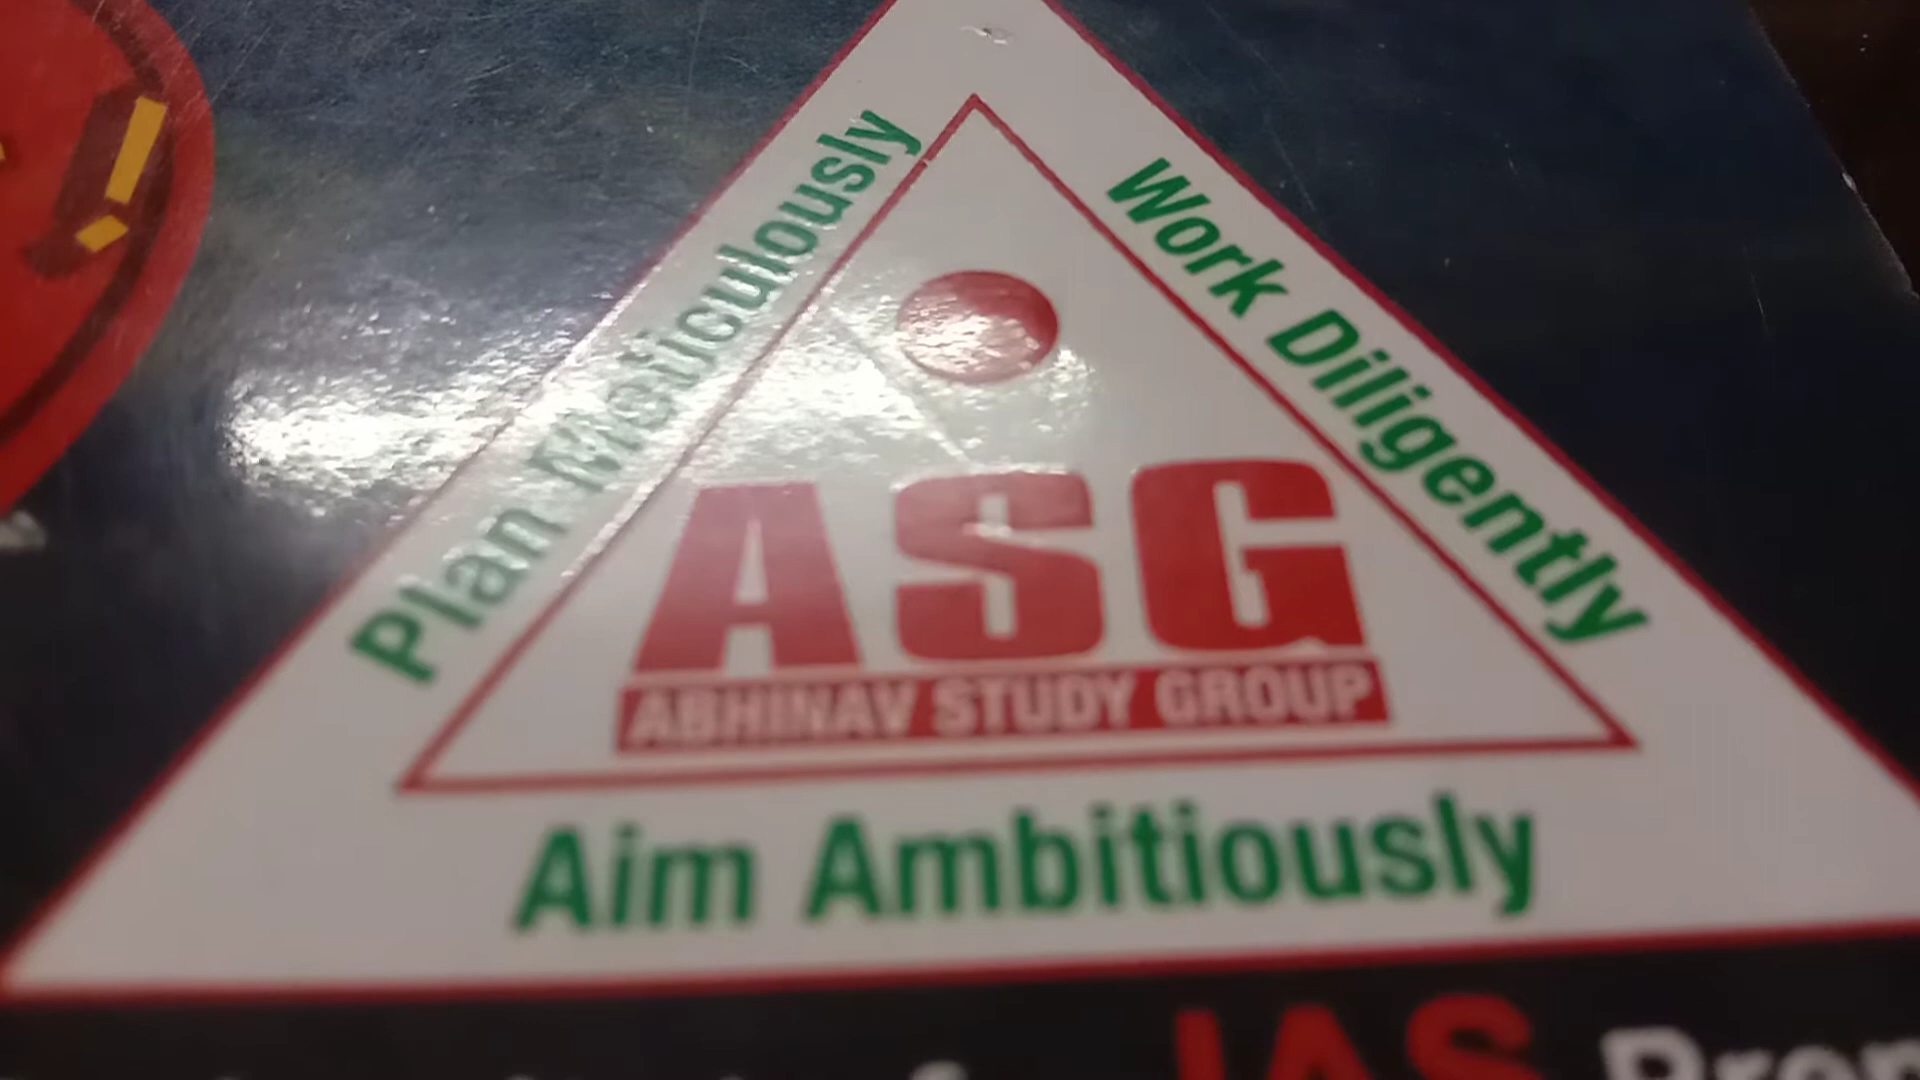 Plan Meticulously
Work Diligently
ASG
ABHINAV STUDY GROUP
Aim Ambitiously
IAS